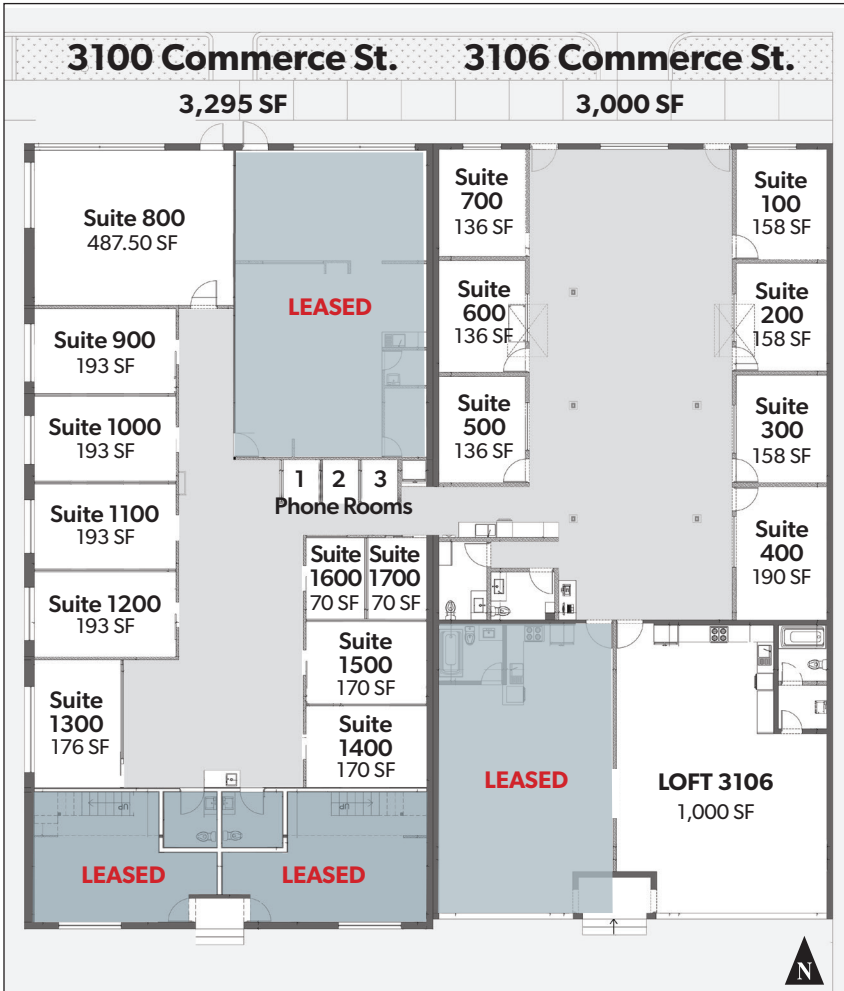 3100 Commerce St.
3106 Commerce St.
3,295 SF
3,000 SF
Suite 800
487.50 SF
LEASED
Suite
700
136 SF
Suite
100
158 SF
Suite 900
193 SF
Suite
600
136 SF
Suite
200
158 SF
Suite 1000
193 SF
Suite
500
136 SF
Suite
300
158 SF
1 2 3
Phone Rooms
Suite 1100
193 SF
Suite
400
190 SF
Suite 1200
193 SF
Suite
1600
70 SF
Suite
1700
70 SF
Suite
1500
170 SF
Suite
1300
176 SF
Suite
1400
170 SF
LEASED
LOFT 3106
1,000 SF
UP
UP
LEASED
LEASED
N